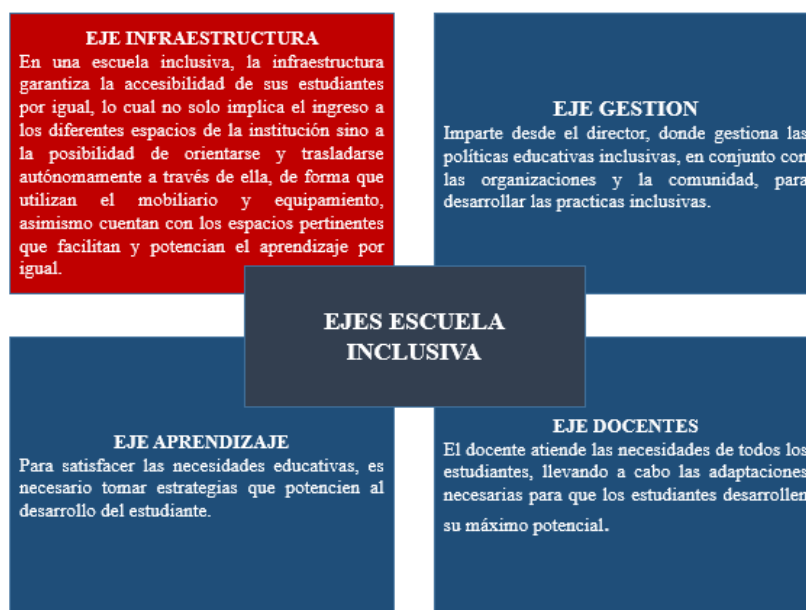 EJE INFRAESTRUCTURA
En una escuela inclusiva, la infraestructura
garantiza la accesibilidad de sus estudiantes
por igual, lo cual no solo implica el ingreso a
los diferentes espacios de la institución sino a
la posibilidad de orientarse y trasladarse
autónomamente a través de ella, de forma que
utilizan el mobiliario y equipamiento,
asimismo cuentan con los espacios pertinentes
que facilitan y potencian el aprendizaje por
igual.
EJE GESTION
Imparte desde el director, donde gestiona las
políticas educativas inclusivas, en conjunto con
las organizaciones y la comunidad, para
desarrollar las practicas inclusivas.
EJES ESCUELA
INCLUSIVA
EJE APRENDIZAJE
Para satisfacer las necesidades educativas, es
necesario tomar estrategias que potencien al
desarrollo del estudiante.
EJE DOCENTES
El docente atiende las necesidades de todos los
estudiantes, llevando a cabo las adaptaciones
necesarias para que los estudiantes desarrollen
su máximo potencial.